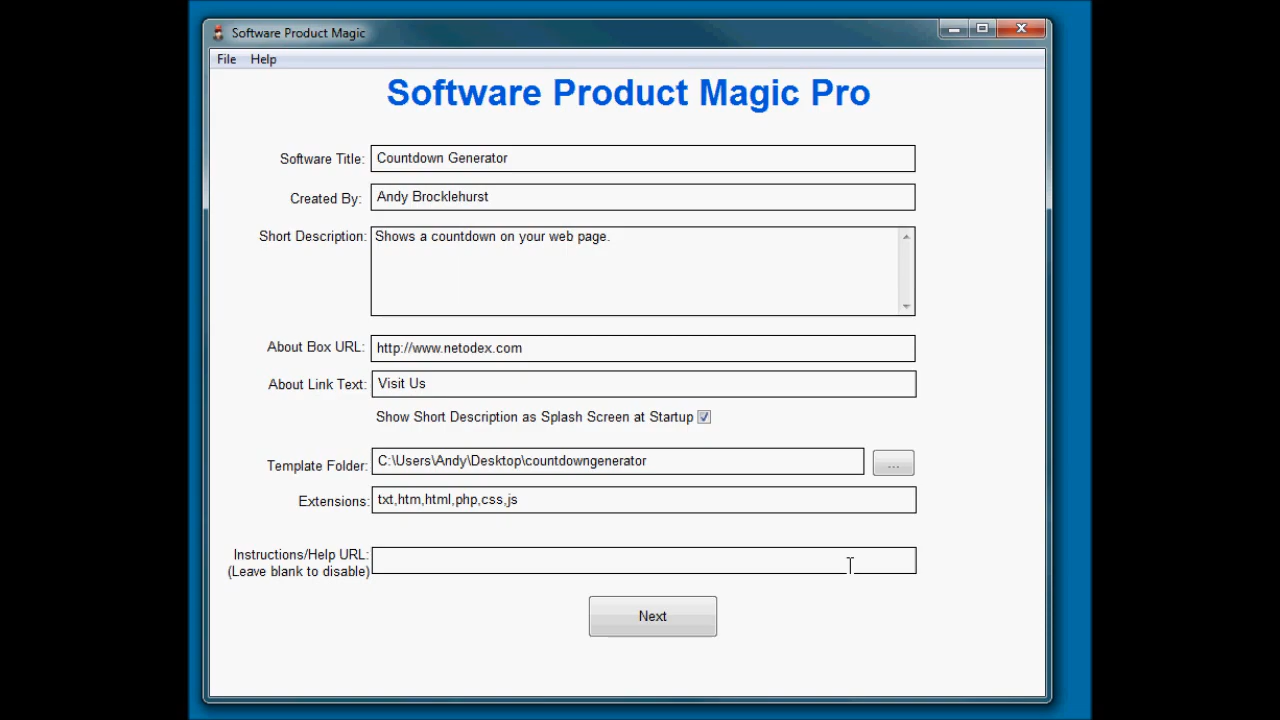 Software Product Magic
File Help
Software Product Magic Pro
Software Title: Countdown Generator
Created By: Andy Brocklehurst
Short Description: Shows a countdown on your web page.
About Box URL: http://www.netodex.com
About Link Text: Visit Us
Show Short Description as Splash Screen at Startup
Template Folder: C:\Users\Andy\Desktop\countdowngenerator ...
Extensions: txt,htm,html,php,css,js
Instructions/Help URL:
(Leave blank to disable)
Next